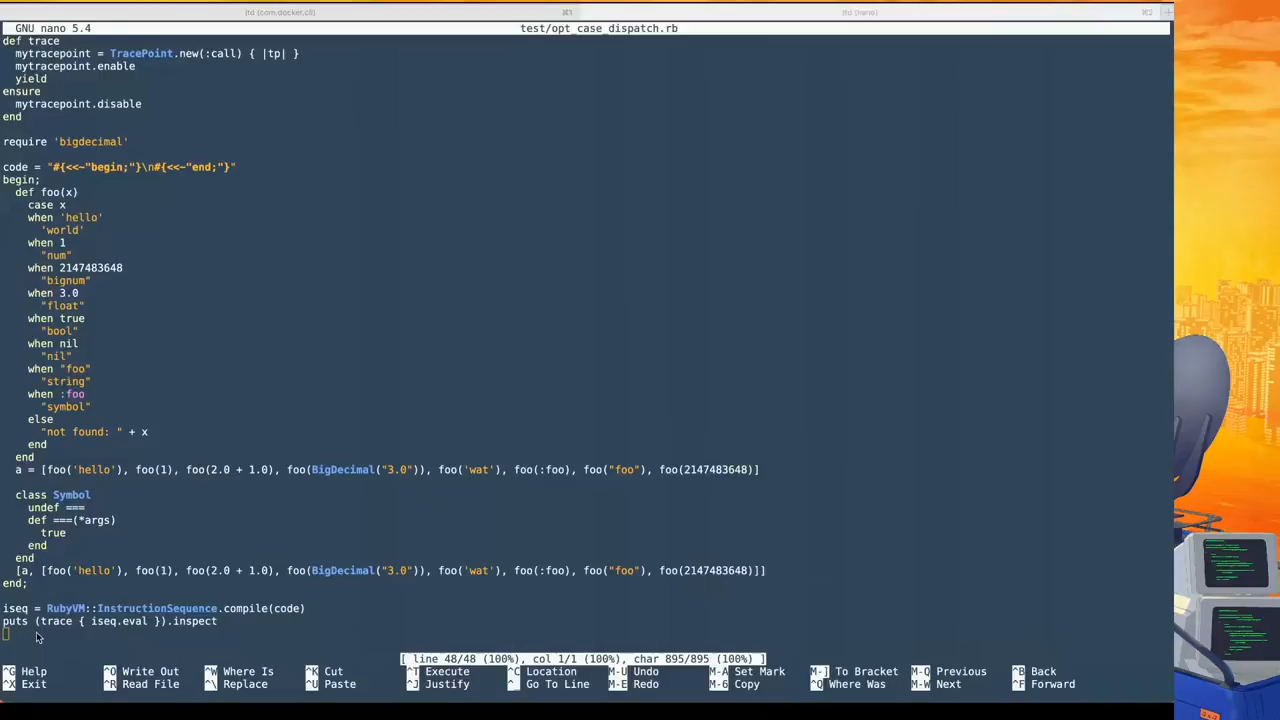 GNU nano 5.4 test/opt_case_dispatch.rb
def trace
  mytracepoint = TracePoint.new(:call) { |tp| }
  mytracepoint.enable
  yield
ensure
  mytracepoint.disable
end
require 'bigdecimal'
code = "#{<<~"begin;"}\n#{<<~"end;"}"
begin;
  def foo(x)
    case x
    when 'hello'
      'world'
    when 1
      "num"
    when 2147483648
      "bignum"
    when 3.0
      "float"
    when true
      "bool"
    when nil
      "nil"
    when "foo"
      "string"
    when :foo
      "symbol"
    else
      "not found: " + x
    end
  end
  a = [foo('hello'), foo(1), foo(2.0 + 1.0), foo(BigDecimal("3.0")), foo('wat'), foo(:foo), foo("foo"), foo(2147483648)]
  class Symbol
    undef ===
    def ===(*args)
      true
    end
  end
  [a, [foo('hello'), foo(1), foo(2.0 + 1.0), foo(BigDecimal("3.0")), foo('wat'), foo(:foo), foo("foo"), foo(2147483648)]]
end;
iseq = RubyVM::InstructionSequence.compile(code)
puts (trace { iseq.eval }).inspect
[ line 48/48 (100%), col 1/1 (100%), char 895/895 (100%) ]
^G Help ^O Write Out ^W Where Is ^K Cut ^T Execute ^C Location M-U Undo M-A Set Mark M-] To Bracket M-Q Previous ^B Back
^X Exit ^R Read File ^\ Replace ^U Paste ^J Justify ^_ Go To Line M-E Redo M-6 Copy ^Q Where Was M-W Next ^F Forward